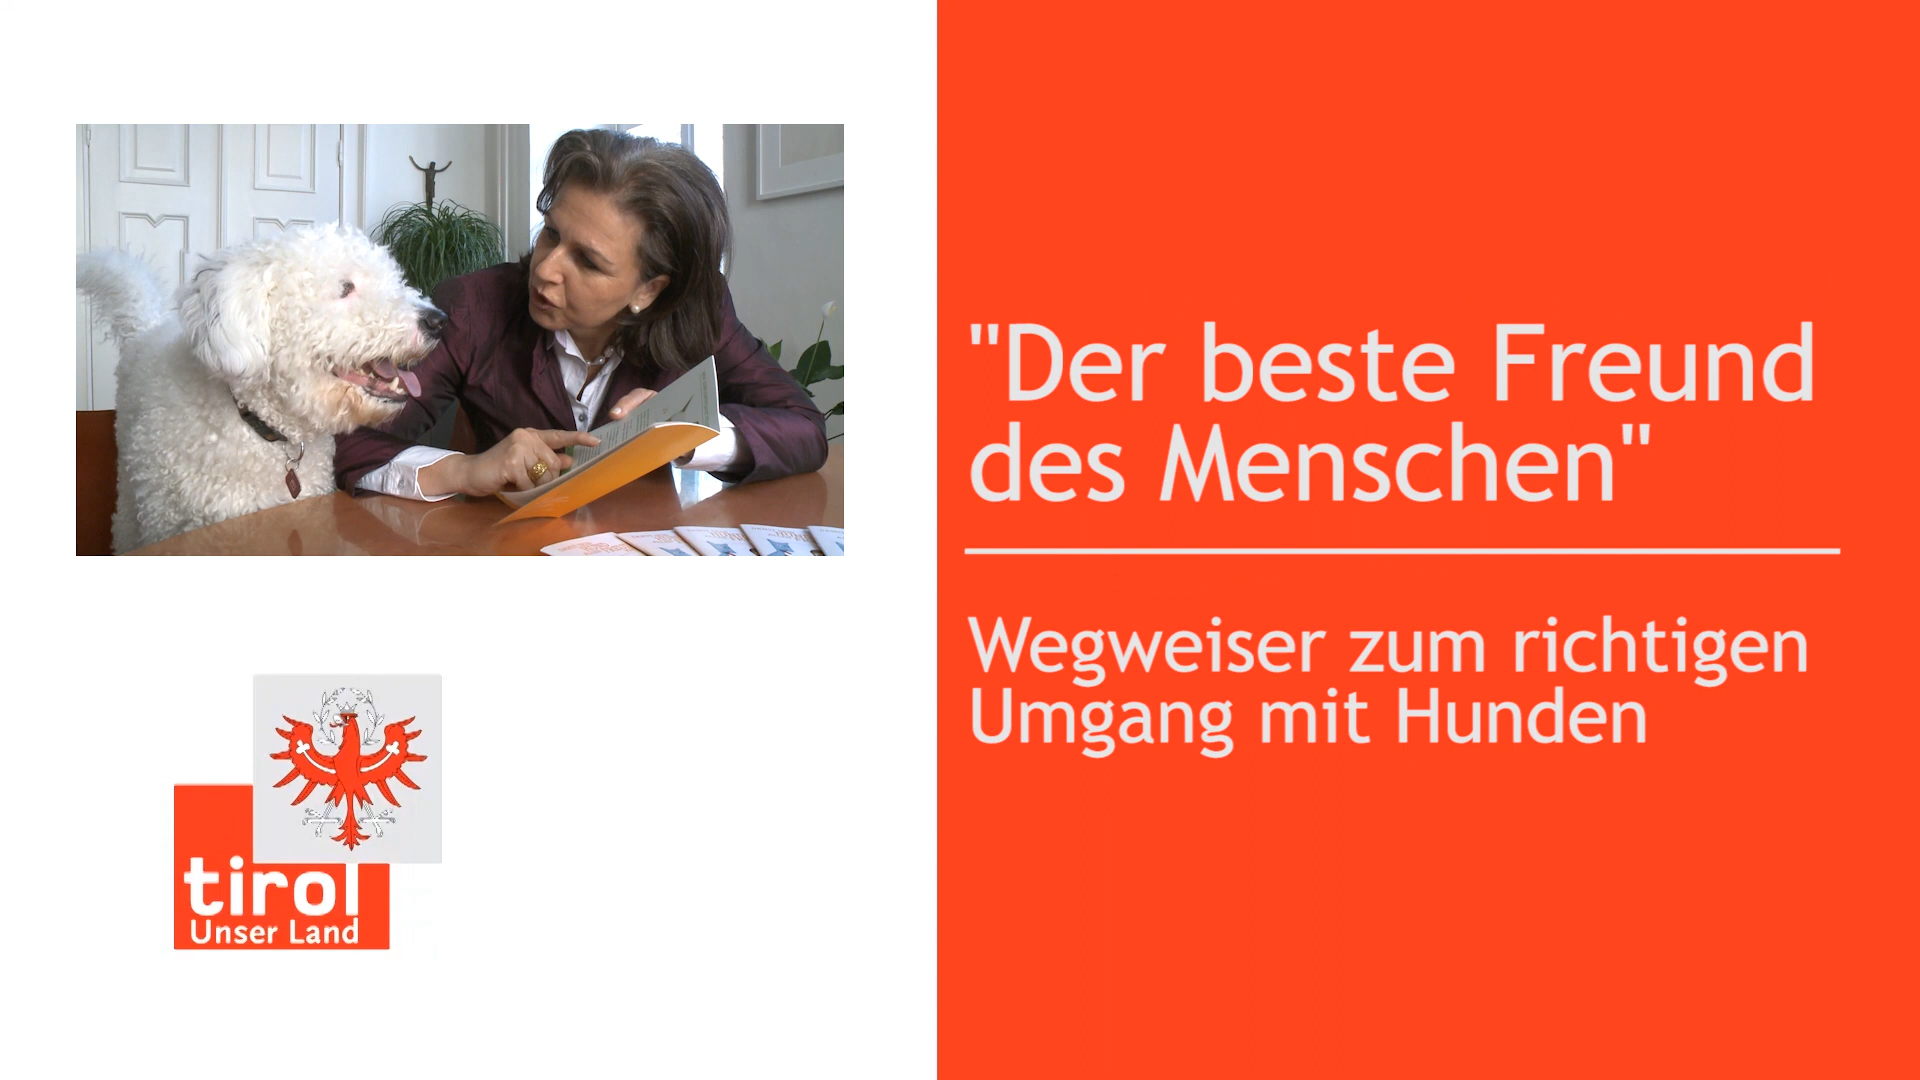 "Der beste Freund
des Menschen"
Wegweiser zum richtigen
Umgang mit Hunden
tirol
Unser Land